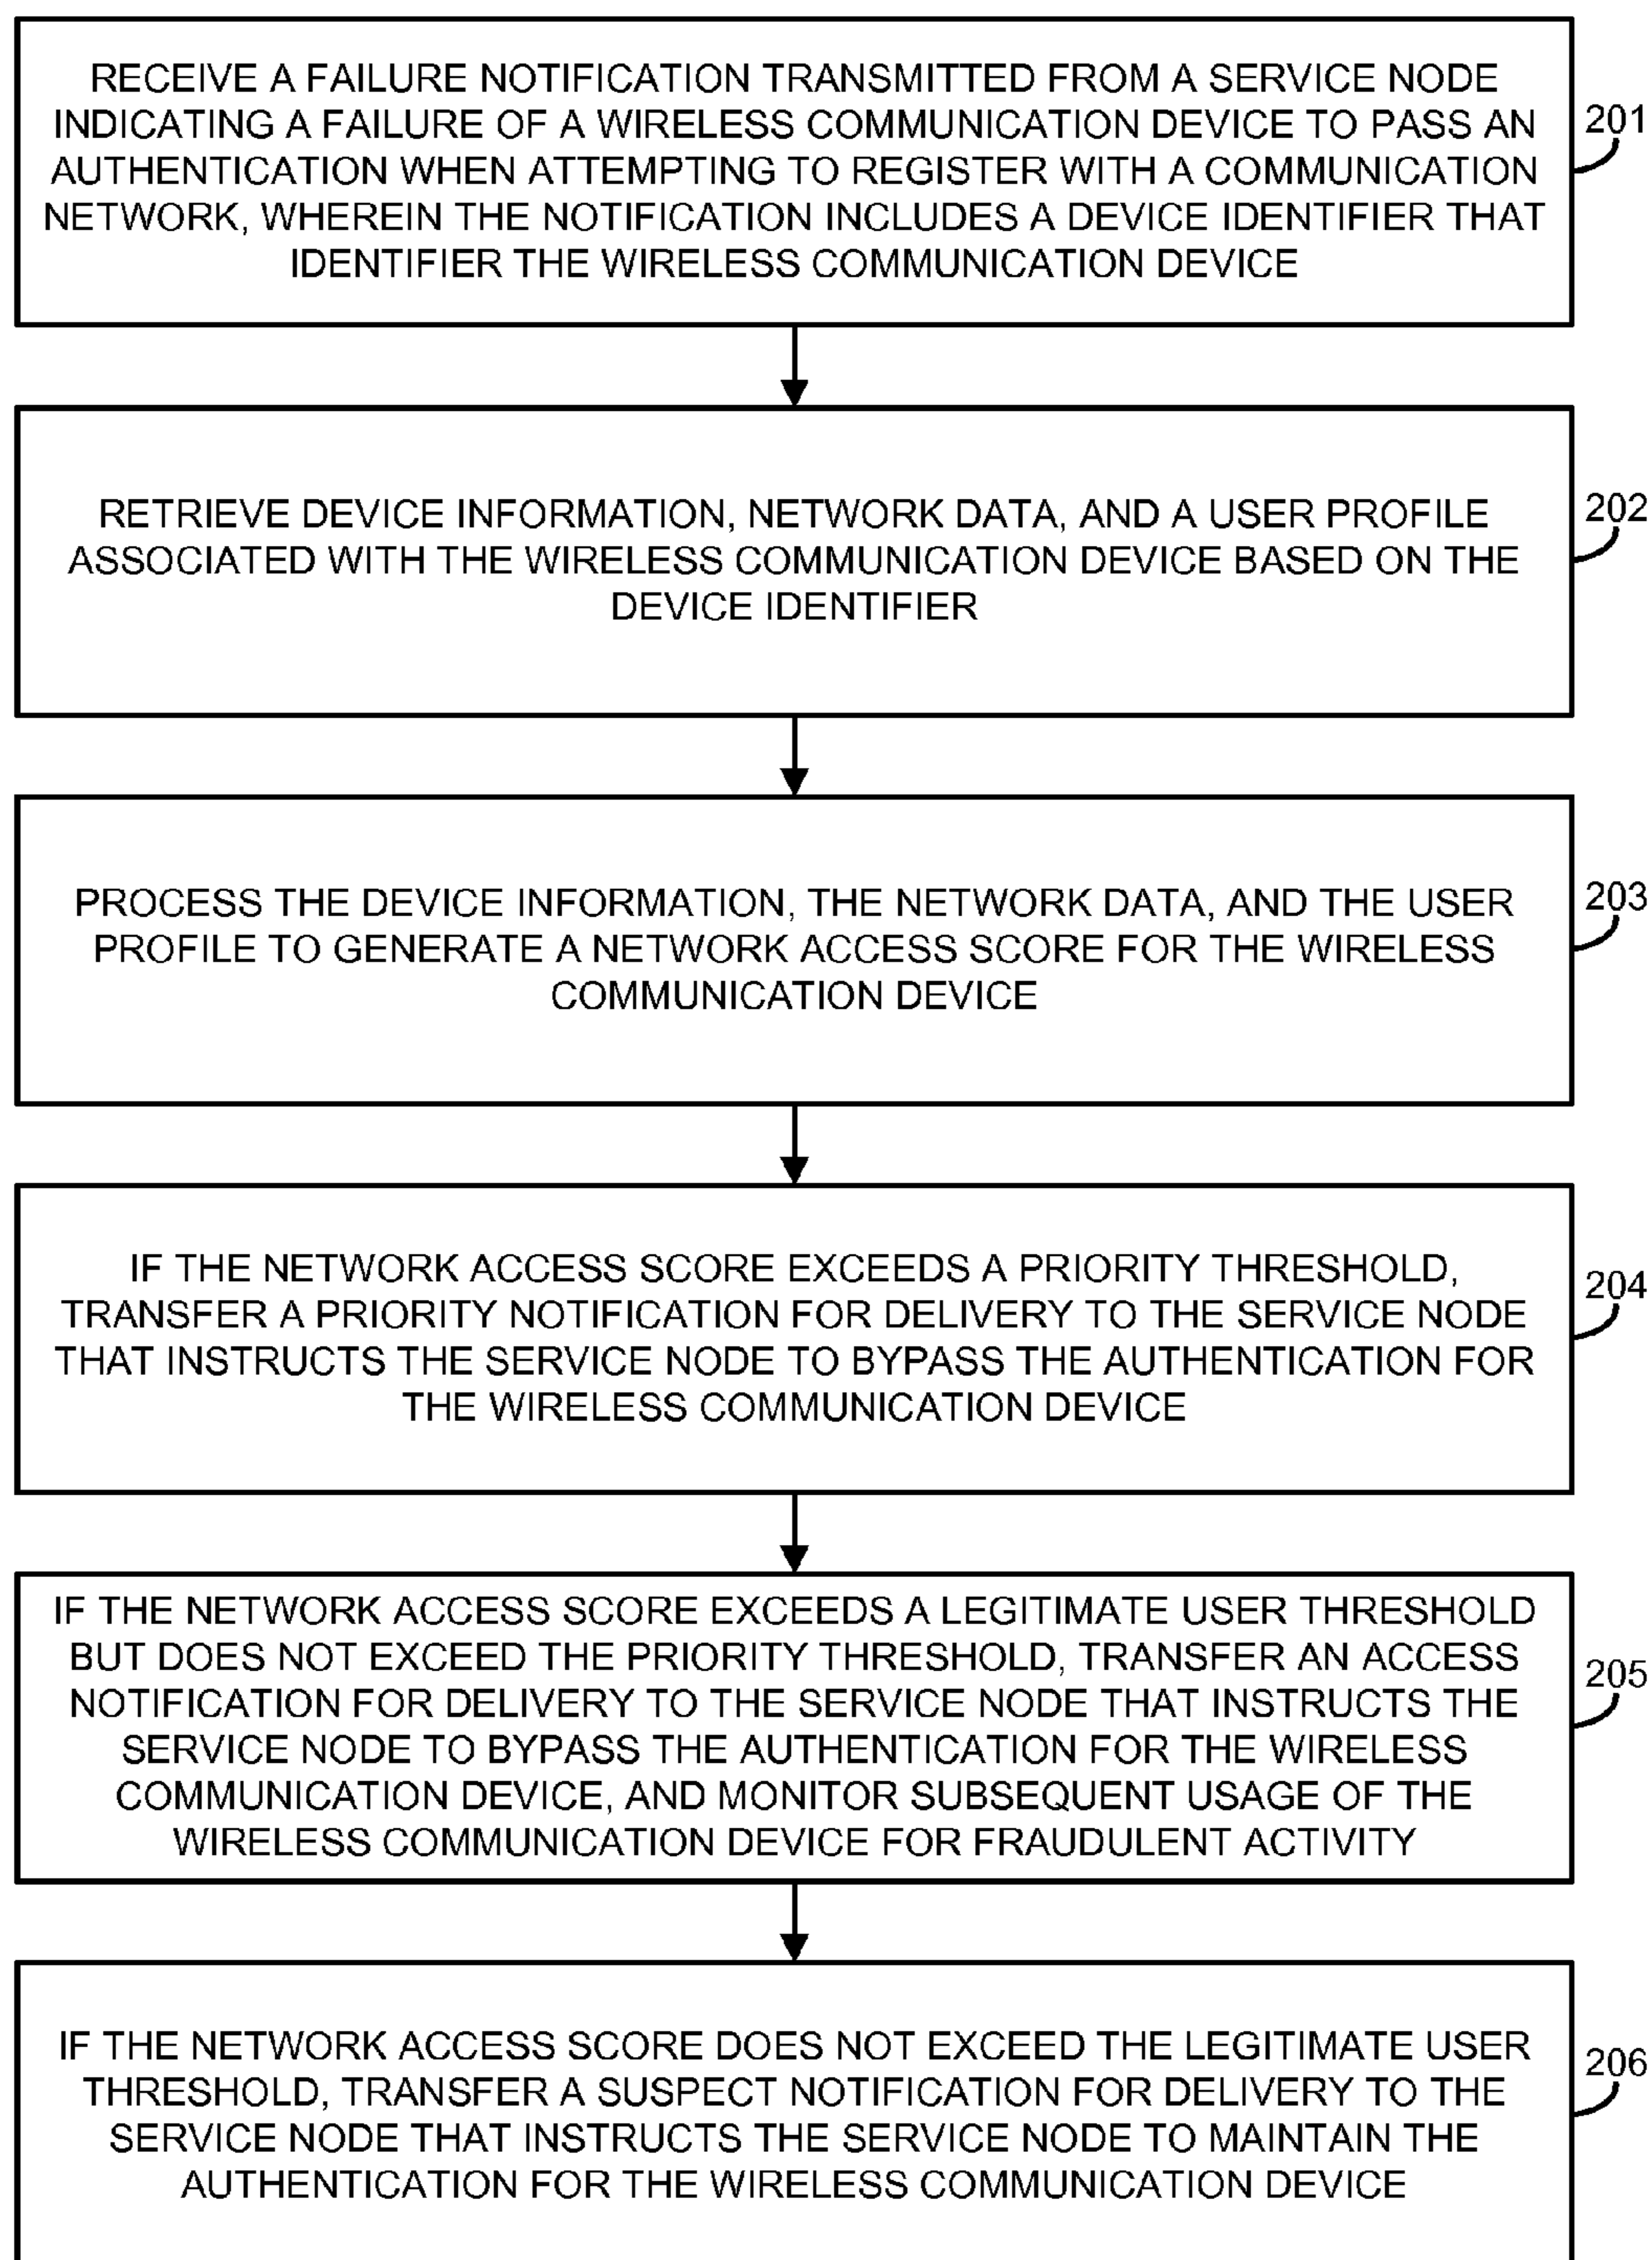 RECEIVE A FAILURE NOTIFICATION TRANSMITTED FROM A SERVICE NODE
INDICATING A FAILURE OF A WIRELESS COMMUNICATION DEVICE TO PASS AN
AUTHENTICATION WHEN ATTEMPTING TO REGISTER WITH A COMMUNICATION
NETWORK, WHEREIN THE NOTIFICATION INCLUDES A DEVICE IDENTIFIER THAT
IDENTIFIER THE WIRELESS COMMUNICATION DEVICE
201
RETRIEVE DEVICE INFORMATION, NETWORK DATA, AND A USER PROFILE
ASSOCIATED WITH THE WIRELESS COMMUNICATION DEVICE BASED ON THE
DEVICE IDENTIFIER
202
PROCESS THE DEVICE INFORMATION, THE NETWORK DATA, AND THE USER
PROFILE TO GENERATE A NETWORK ACCESS SCORE FOR THE WIRELESS
COMMUNICATION DEVICE
203
IF THE NETWORK ACCESS SCORE EXCEEDS A PRIORITY THRESHOLD,
TRANSFER A PRIORITY NOTIFICATION FOR DELIVERY TO THE SERVICE NODE
THAT INSTRUCTS THE SERVICE NODE TO BYPASS THE AUTHENTICATION FOR
THE WIRELESS COMMUNICATION DEVICE
204
IF THE NETWORK ACCESS SCORE EXCEEDS A LEGITIMATE USER THRESHOLD
BUT DOES NOT EXCEED THE PRIORITY THRESHOLD, TRANSFER AN ACCESS
NOTIFICATION FOR DELIVERY TO THE SERVICE NODE THAT INSTRUCTS THE
SERVICE NODE TO BYPASS THE AUTHENTICATION FOR THE WIRELESS
COMMUNICATION DEVICE, AND MONITOR SUBSEQUENT USAGE OF THE
WIRELESS COMMUNICATION DEVICE FOR FRAUDULENT ACTIVITY
205
IF THE NETWORK ACCESS SCORE DOES NOT EXCEED THE LEGITIMATE USER
THRESHOLD, TRANSFER A SUSPECT NOTIFICATION FOR DELIVERY TO THE
SERVICE NODE THAT INSTRUCTS THE SERVICE NODE TO MAINTAIN THE
AUTHENTICATION FOR THE WIRELESS COMMUNICATION DEVICE
206